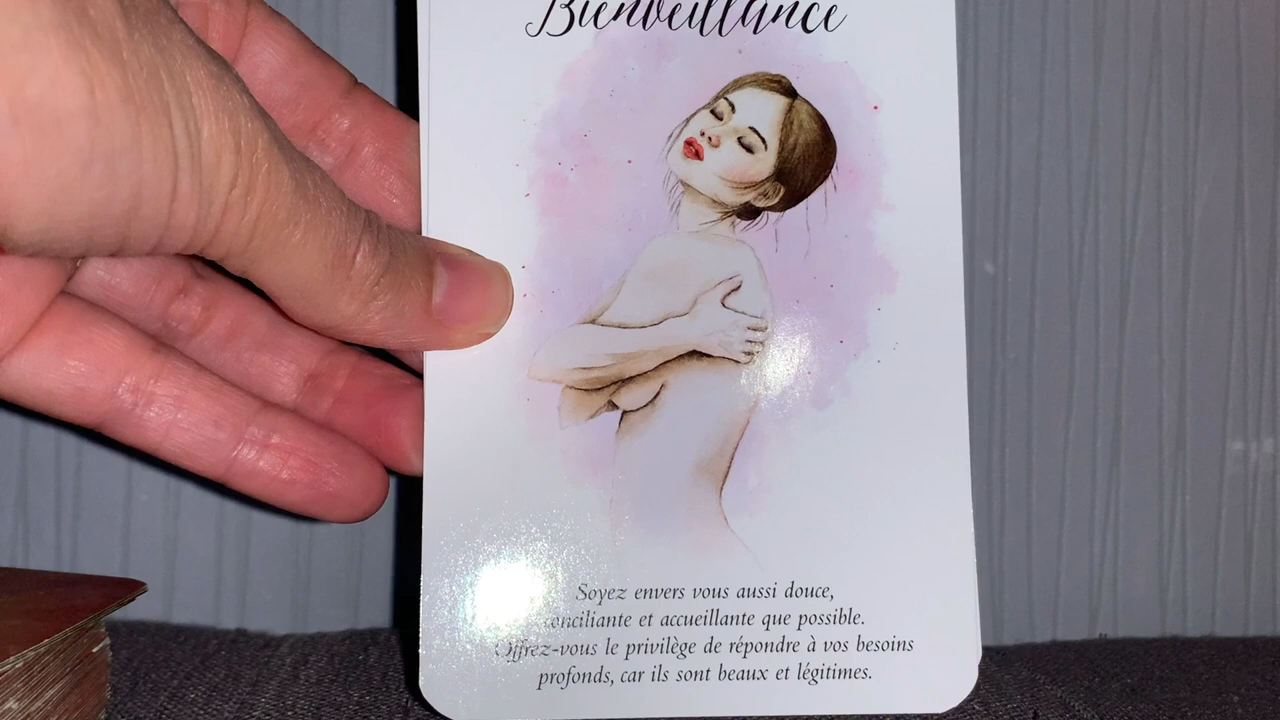 Bienveillance
Soyez envers vous aussi douce,
conciliante et accueillante que possible.
Offrez-vous le privilège de répondre à vos besoins
profonds, car ils sont beaux et légitimes.